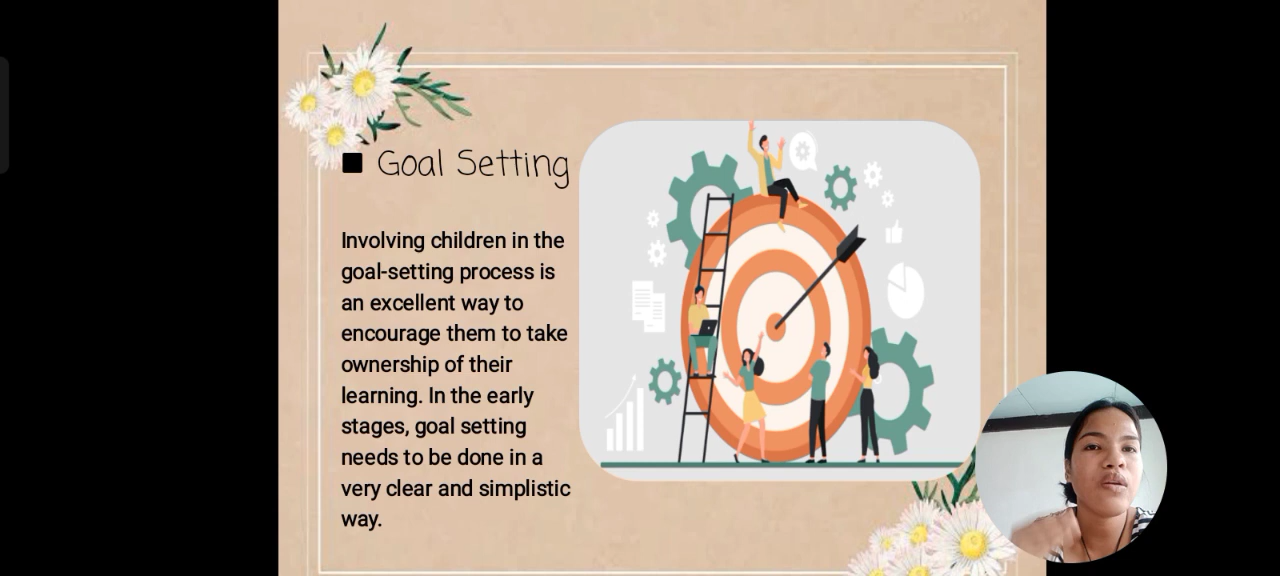 Goal Setting
Involving children in the
goal-setting process is
an excellent way to
encourage them to take
ownership of their
learning. In the early
stages, goal setting
needs to be done in a
very clear and simplistic
way.